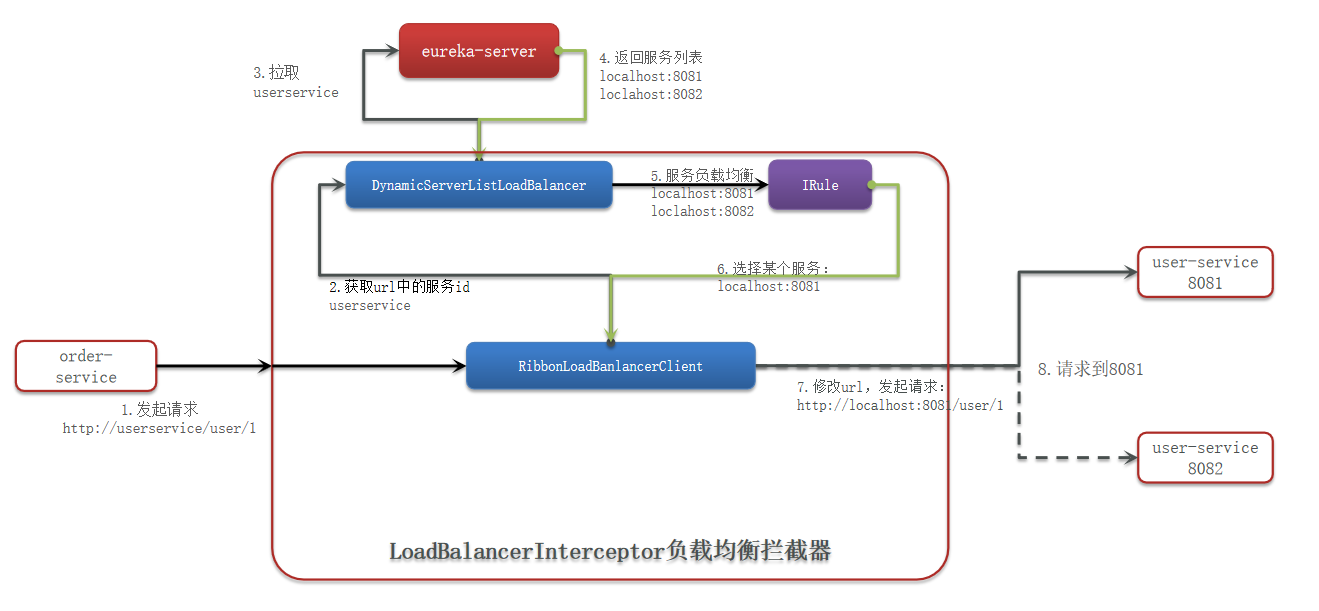 eureka-server
3.拉取
userservice
4.返回服务列表
localhost:8081
loclahost:8082
DynamicServerListLoadBalancer
5.服务负载均衡
localhost:8081
loclahost:8082
IRule
2.获取url中的服务id
userservice
6.选择某个服务：
localhost:8081
order-
service
1.发起请求
http://userservice/user/1
RibbonLoadBanlancerClient
7.修改url，发起请求：
http://localhost:8081/user/1
user-service
8081
8.请求到8081
user-service
8082
LoadBalancerInterceptor负载均衡拦截器